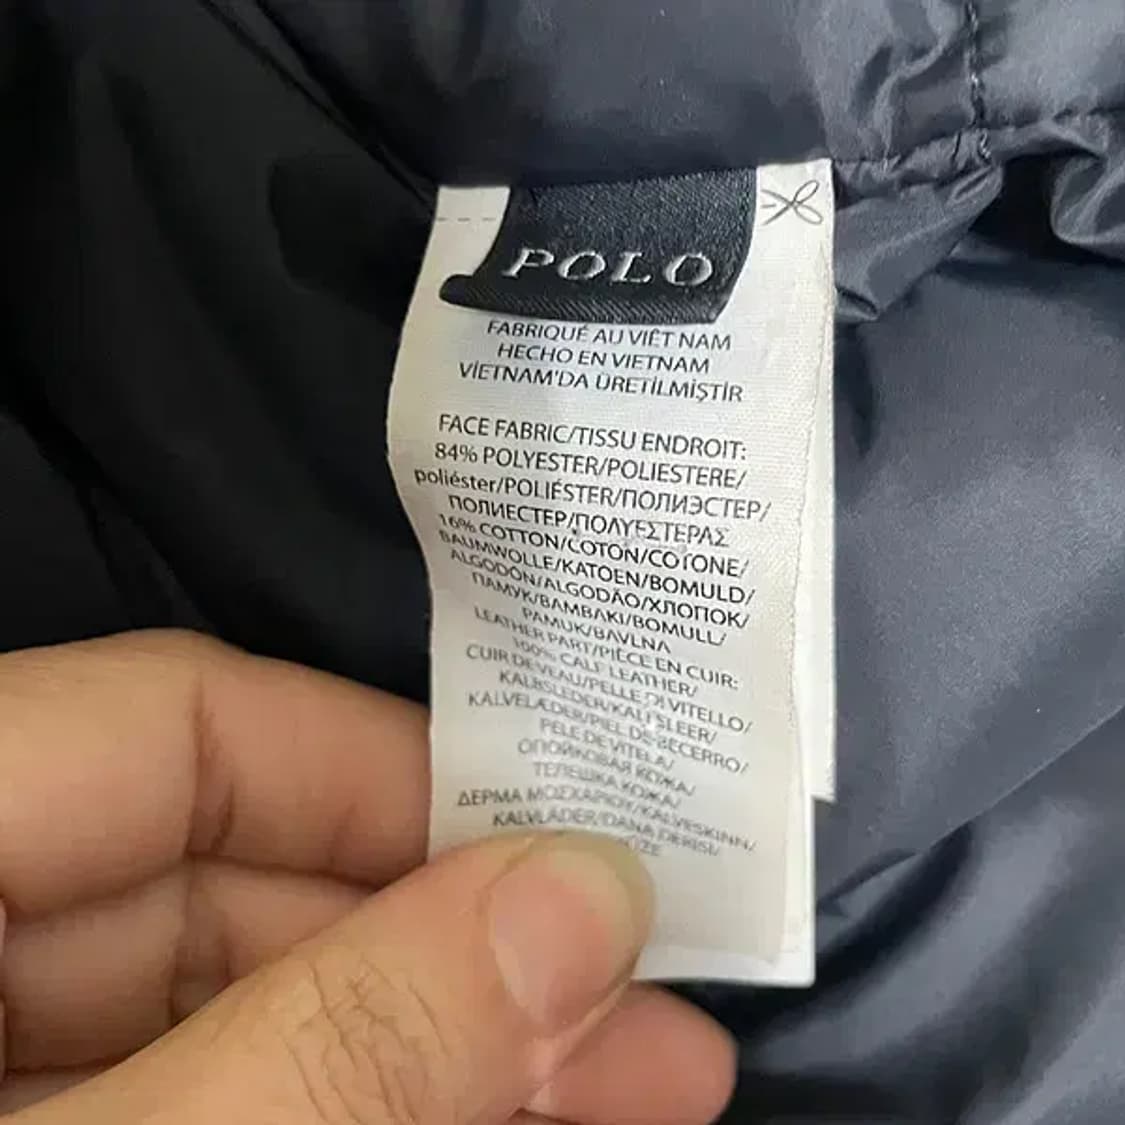 POLO
FABRIQUÉ AU VIÊT NAM
HECHO EN VIETNAM
VİETNAM'DA ÜRETİLMİŞTİR
FACE FABRIC/TISSU ENDROIT:
84% POLYESTER/POLIESTERE/
poliéster/POLIÉSTER/ПОЛИЭСТЕР/
ПОЛИЕСТЕР/ΠΟΛΥΕΣΤΕΡΑΣ
16% COTTON/COTON/COTONE/
BAUMWOLLE/KATOEN/BOMULD/
ALGODÓN/ALGODÃO/ХЛОПОК/
ПАМУК/ΒΑΜΒΑΚΙ/BOMULL/
PAMUK/BAVLNA
LEATHER PART/PIÈCE EN CUIR:
100% CALF LEATHER/
CUIR DE VEAU/PELLE DI VITELLO/
KALBSLEDER/KALFSLEER/
KALVELÆDER/PIEL DE BECERRO/
PELE DE VITELA/
ОПОЙКОВАЯ КОЖА/
ТЕЛЕШКА КОЖА/
ΔΕΡΜΑ ΜΟΣΧΑΡΙΟΥ/KALVESKINN/
KALVLÄDER/DANA DERISI/